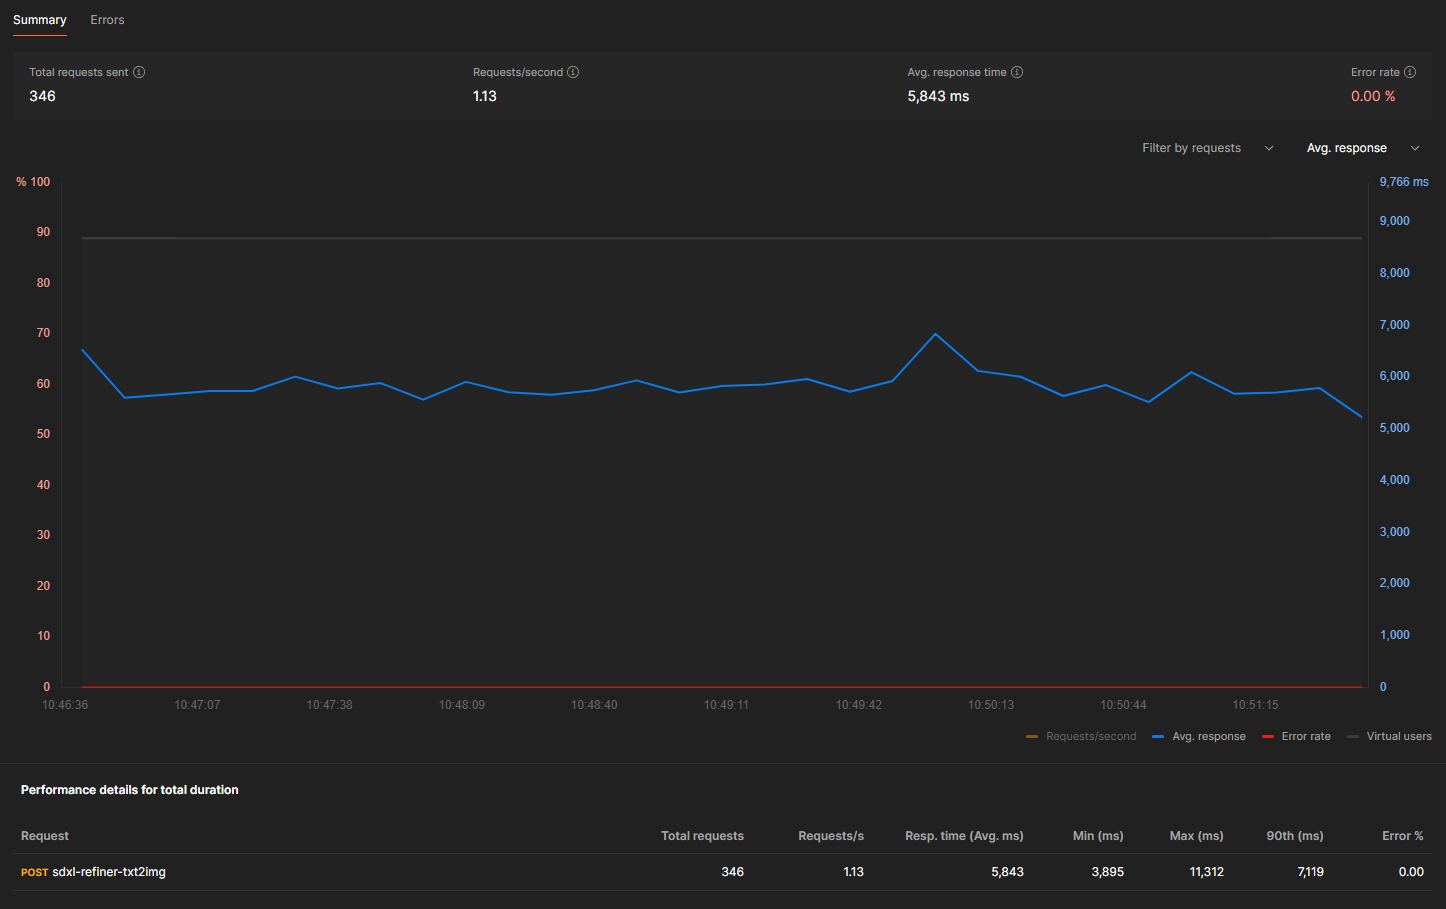 Summary Errors
Total requests sent Requests/second Avg. response time Error rate
346 1.13 5,843 ms 0.00 %
Filter by requests Avg. response
% 100 9,766 ms
90 9,000
80 8,000
70 7,000
60 6,000
50 5,000
40 4,000
30 3,000
20 2,000
10 1,000
0 0
10:46:36 10:47:07 10:47:38 10:48:09 10:48:40 10:49:11 10:49:42 10:50:13 10:50:44 10:51:15
Requests/second Avg. response Error rate Virtual users
Performance details for total duration
Request Total requests Requests/s Resp. time (Avg. ms) Min (ms) Max (ms) 90th (ms) Error %
POST sdxl-refiner-txt2img 346 1.13 5,843 3,895 11,312 7,119 0.00